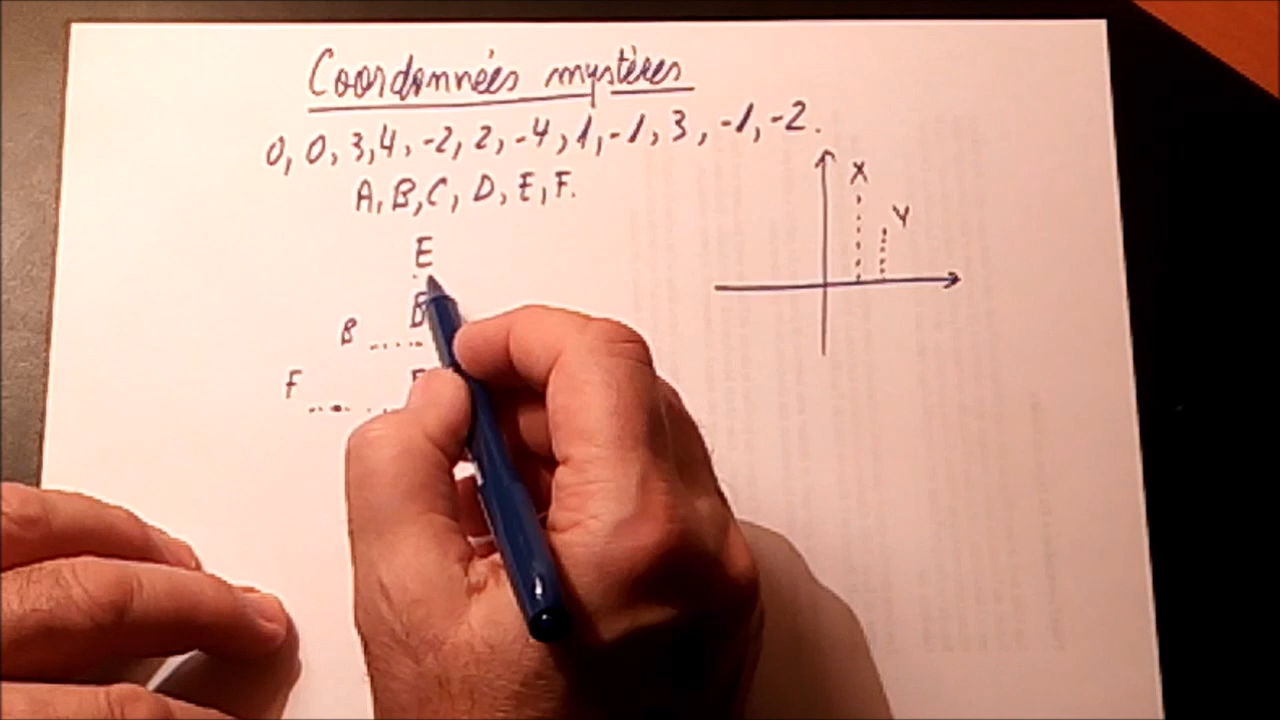 Coordonnées mystères
0, 0, 3, 4, -2, 2, -4, 1, -1, 3, -1, -2.
A, B, C, D, E, F.
X
Y
E
B
B
F